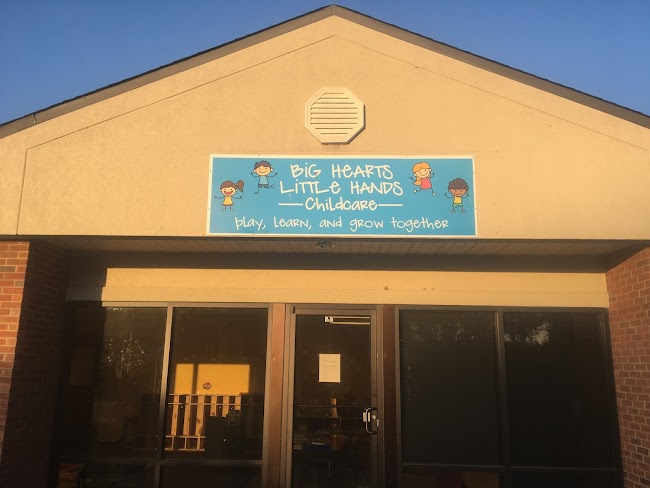 BiG HEARTS
LiTTLE HANDS
Childcare
play, learn, and grow together